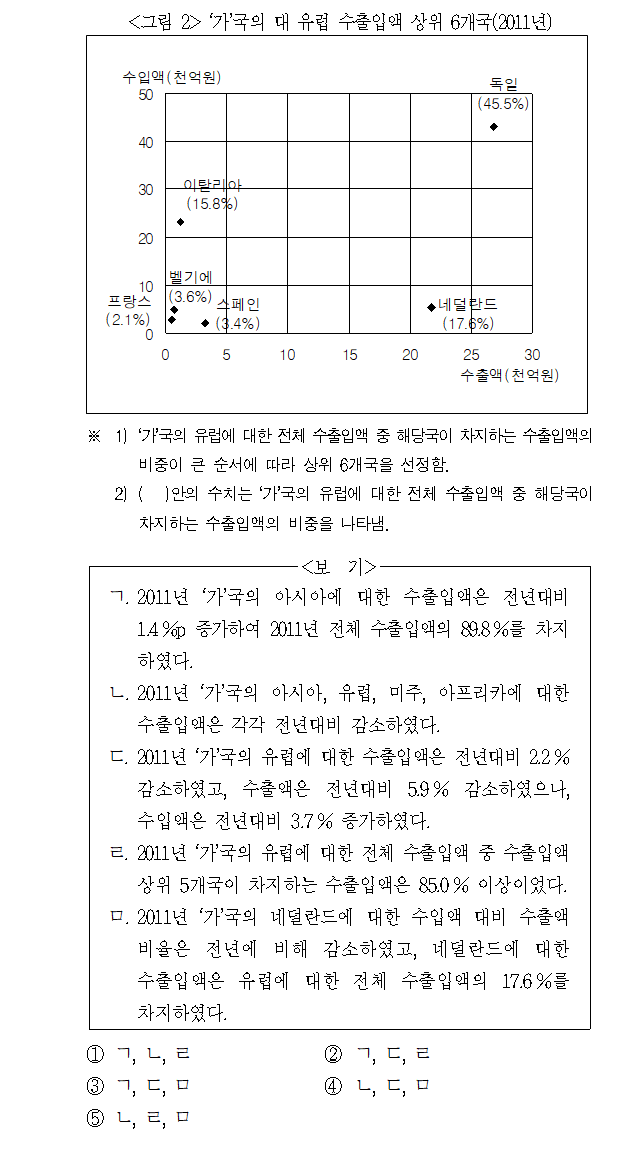 <그림 2> ‘가’국의 대 유럽 수출입액 상위 6개국(2011년)
수입액(천억원)
독일
(45.5%)
50
40
30
20
10
0
이탈리아
(15.8%)
벨기에
(3.6%)
프랑스
(2.1%)
스페인
(3.4%)
네덜란드
(17.6%)
0 5 10 15 20 25 30
수출액(천억원)
※ 1) ‘가’국의 유럽에 대한 전체 수출입액 중 해당국이 차지하는 수출입액의
비중이 큰 순서에 따라 상위 6개국을 선정함.
2) ( )안의 수치는 ‘가’국의 유럽에 대한 전체 수출입액 중 해당국이
차지하는 수출입액의 비중을 나타냄.
<보 기>
ㄱ. 2011년 ‘가’국의 아시아에 대한 수출입액은 전년대비
1.4%p 증가하여 2011년 전체 수출입액의 89.8%를 차지
하였다.
ㄴ. 2011년 ‘가’국의 아시아, 유럽, 미주, 아프리카에 대한
수출입액은 각각 전년대비 감소하였다.
ㄷ. 2011년 ‘가’국의 유럽에 대한 수출입액은 전년대비 2.2%
감소하였고, 수출액은 전년대비 5.9% 감소하였으나,
수입액은 전년대비 3.7% 증가하였다.
ㄹ. 2011년 ‘가’국의 유럽에 대한 전체 수출입액 중 수출입액
상위 5개국이 차지하는 수출입액은 85.0% 이상이었다.
ㅁ. 2011년 ‘가’국의 네덜란드에 대한 수입액 대비 수출액
비율은 전년에 비해 감소하였고, 네덜란드에 대한
수출입액은 유럽에 대한 전체 수출입액의 17.6%를
차지하였다.
① ㄱ, ㄴ, ㄹ ② ㄱ, ㄷ, ㄹ
③ ㄱ, ㄷ, ㅁ ④ ㄴ, ㄷ, ㅁ
⑤ ㄴ, ㄹ, ㅁ